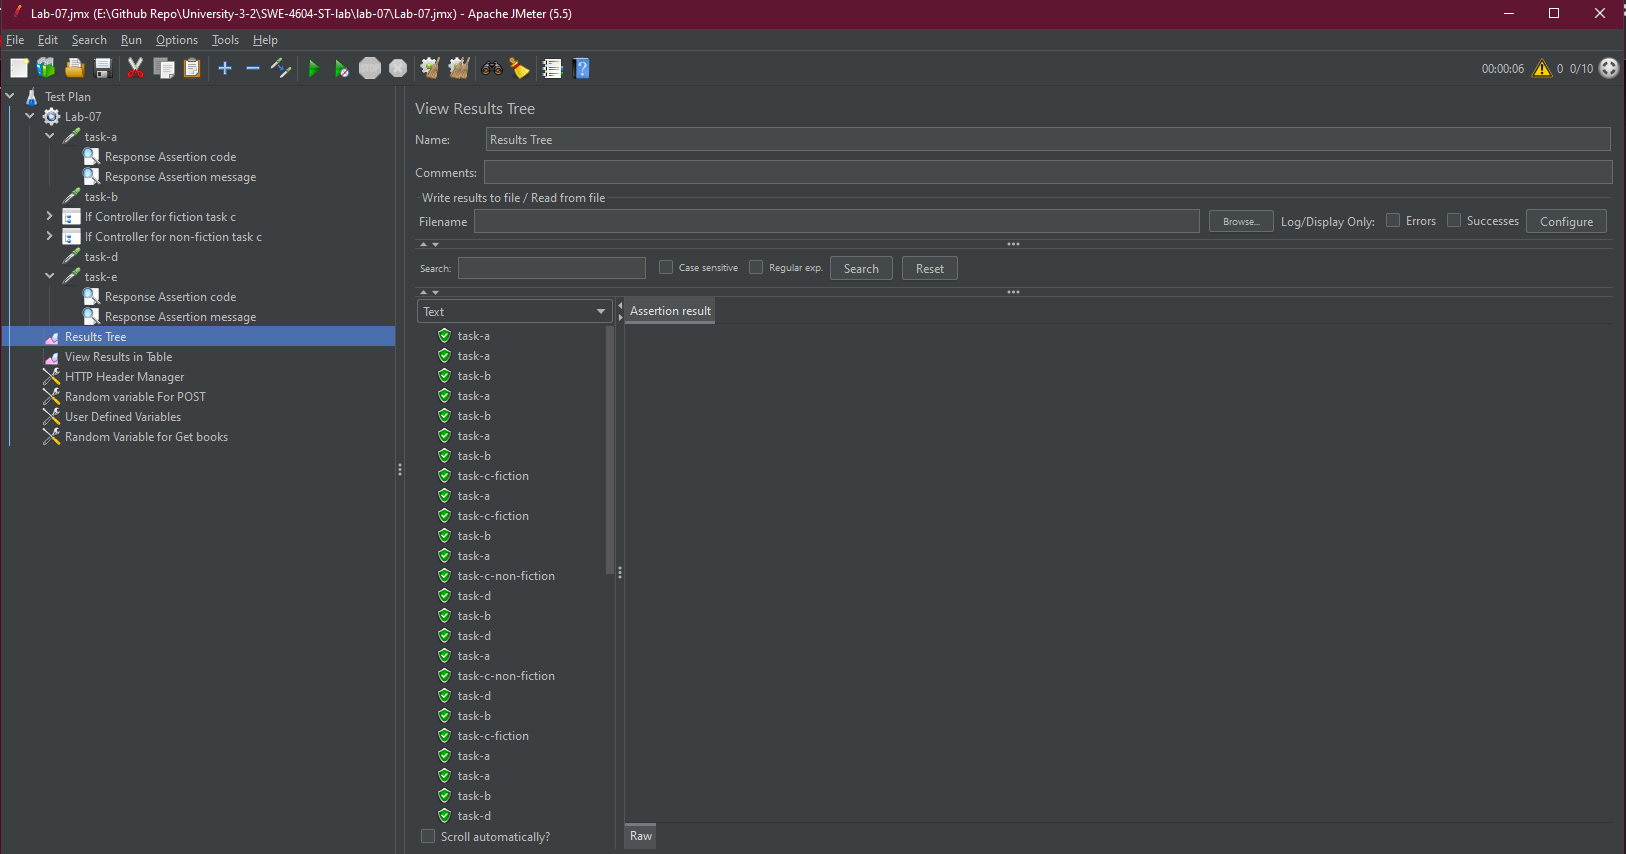 Lab-07.jmx (E:\Github Repo\University-3-2\SWE-4604-ST-lab\lab-07\Lab-07.jmx) - Apache JMeter (5.5)
File Edit Search Run Options Tools Help
STOP
00:00:06 0 0/10
Test Plan
Lab-07
task-a
Response Assertion code
Response Assertion message
task-b
If Controller for fiction task c
If Controller for non-fiction task c
task-d
task-e
Response Assertion code
Response Assertion message
Results Tree
View Results in Table
HTTP Header Manager
Random variable For POST
User Defined Variables
Random Variable for Get books
View Results Tree
Name: Results Tree
Comments:
Write results to file / Read from file
Filename Browse... Log/Display Only: Errors Successes Configure
Search: Case sensitive Regular exp. Search Reset
Text
task-a
task-a
task-b
task-a
task-b
task-a
task-b
task-c-fiction
task-a
task-c-fiction
task-b
task-a
task-c-non-fiction
task-d
task-b
task-d
task-a
task-c-non-fiction
task-d
task-b
task-c-fiction
task-a
task-a
task-b
task-d
Scroll automatically?
Assertion result
Raw